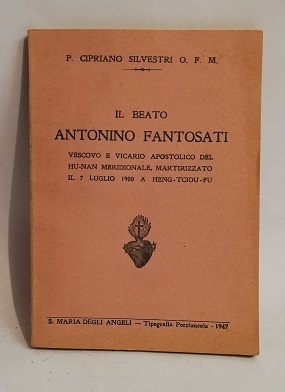 P. CIPRIANO SILVESTRI O. F. M.
IL BEATO
ANTONINO FANTOSATI
VESCOVO E VICARIO APOSTOLICO DEL
HU-NAN MERIDIONALE, MARTIRIZZATO
IL 7 LUGLIO 1900 A HENG-TCIOU-FU
S. MARIA DEGLI ANGELI — Tipografia Porziuncola - 1947